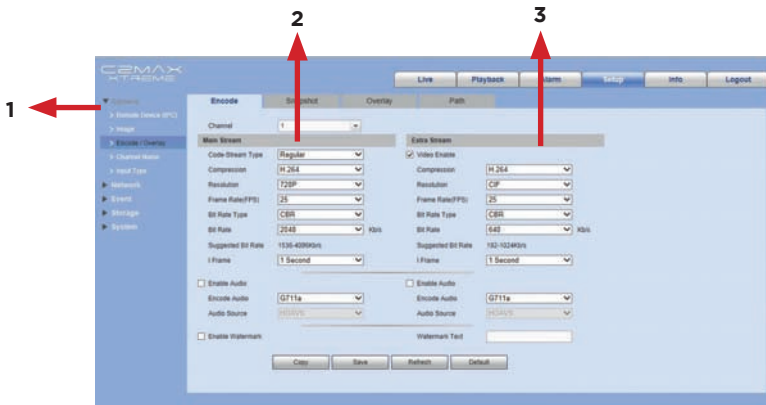 2
3
1
C2MAX
XTREME
Live Playback Alarm Setup Info Logout
Camera
> Remote Device (IPC)
> Image
> Encode / Overlay
> Channel Name
> Input Type
Network
Event
Storage
System
Encode Snapshot Overlay Path
Channel 1
Main Stream Extra Stream
Code-Stream Type Regular Video Enable
Compression H.264 Compression H.264
Resolution 720P Resolution CIF
Frame Rate(FPS) 25 Frame Rate(FPS) 25
Bit Rate Type CBR Bit Rate Type CBR
Bit Rate 2048 Kb/s Bit Rate 640 Kb/s
Suggested Bit Rate 1536-4096Kb/s Suggested Bit Rate 192-1024Kb/s
I Frame 1 Second I Frame 1 Second
Enable Audio Enable Audio
Encode Audio G711a Encode Audio G711a
Audio Source HDCVI Audio Source HDCVI
Enable Watermark Watermark Text
Copy Save Refresh Default